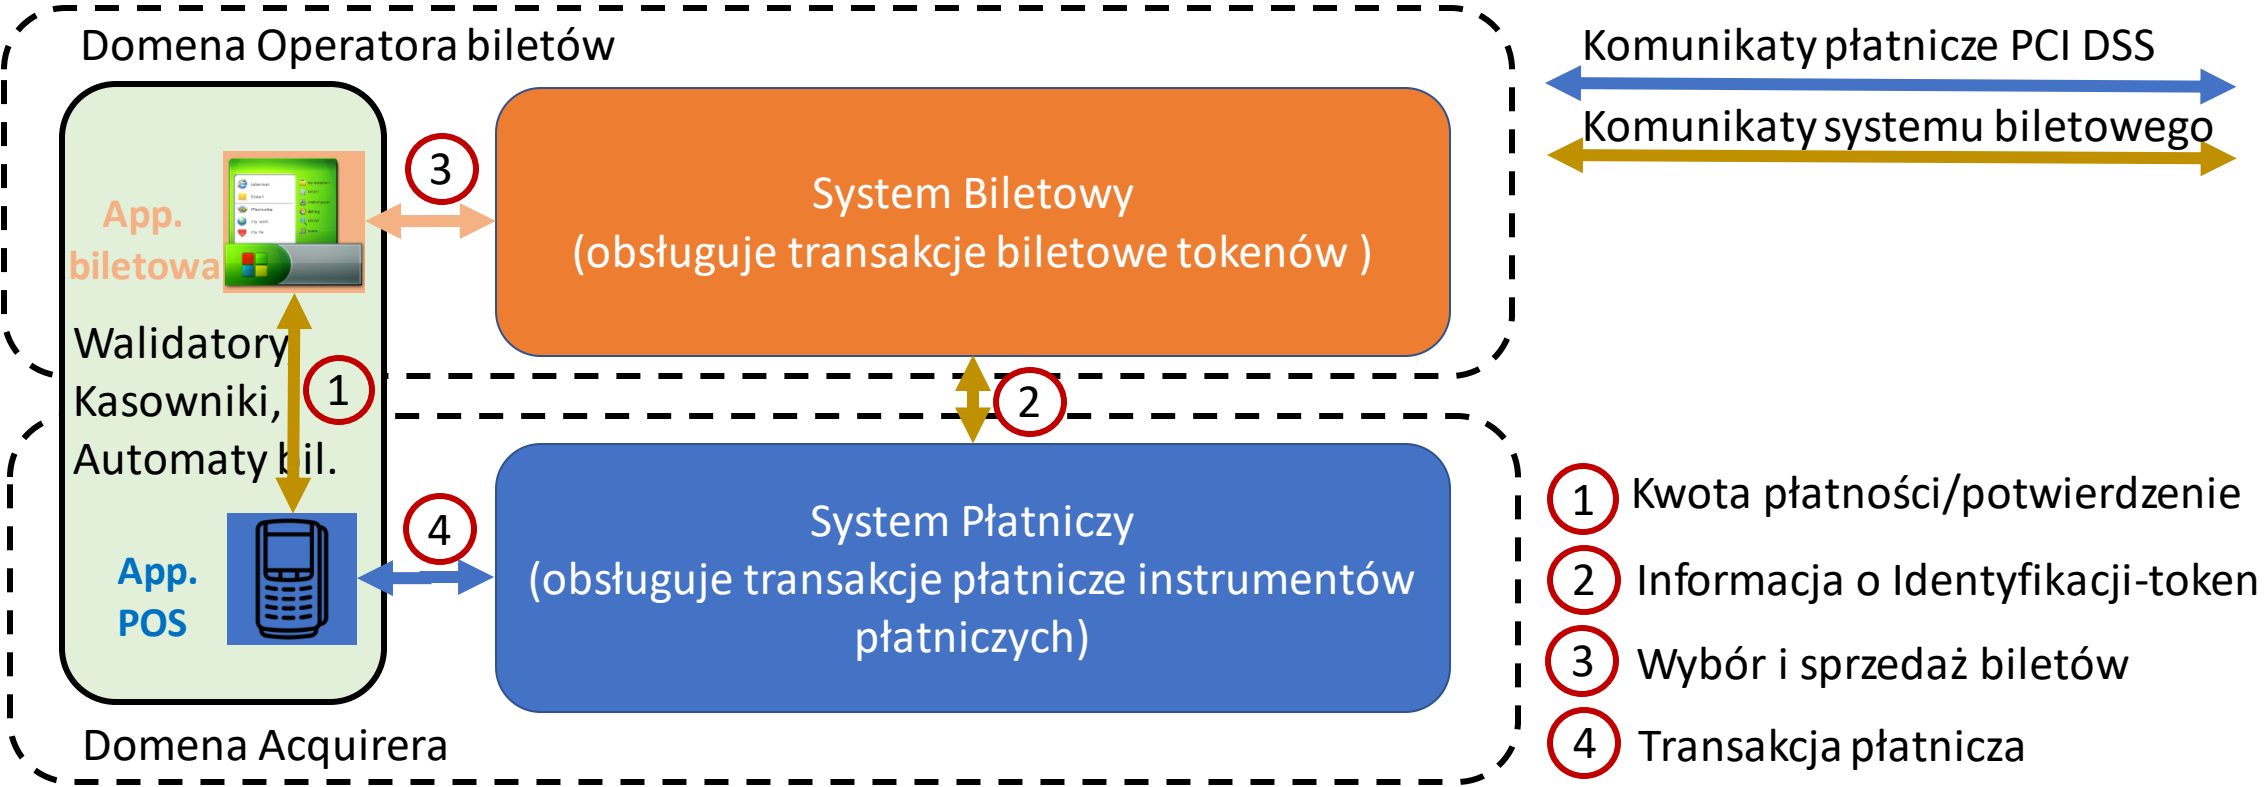 Domena Operatora biletów
Komunikaty płatnicze PCI DSS
Komunikaty systemu biletowego
3
App.
biletowa
System Biletowy
(obsługuje transakcje biletowe tokenów )
Walidatory,
Kasowniki,
Automaty bil.
1
2
4
App.
POS
System Płatniczy
(obsługuje transakcje płatnicze instrumentów
płatniczych)
Domena Acquirera
1 Kwota płatności/potwierdzenie
2 Informacja o Identyfikacji-token
3 Wybór i sprzedaż biletów
4 Transakcja płatnicza